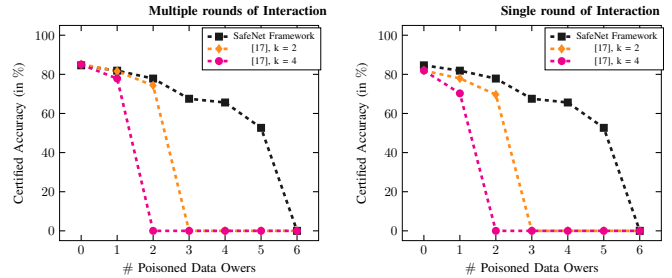 Multiple rounds of Interaction
SafeNet Framework
[17], k = 2
[17], k = 4
Certified Accuracy (in %)
100
80
60
40
20
0
0 1 2 3 4 5 6
# Poisoned Data Owers
Single round of Interaction
SafeNet Framework
[17], k = 2
[17], k = 4
Certified Accuracy (in %)
100
80
60
40
20
0
0 1 2 3 4 5 6
# Poisoned Data Owers